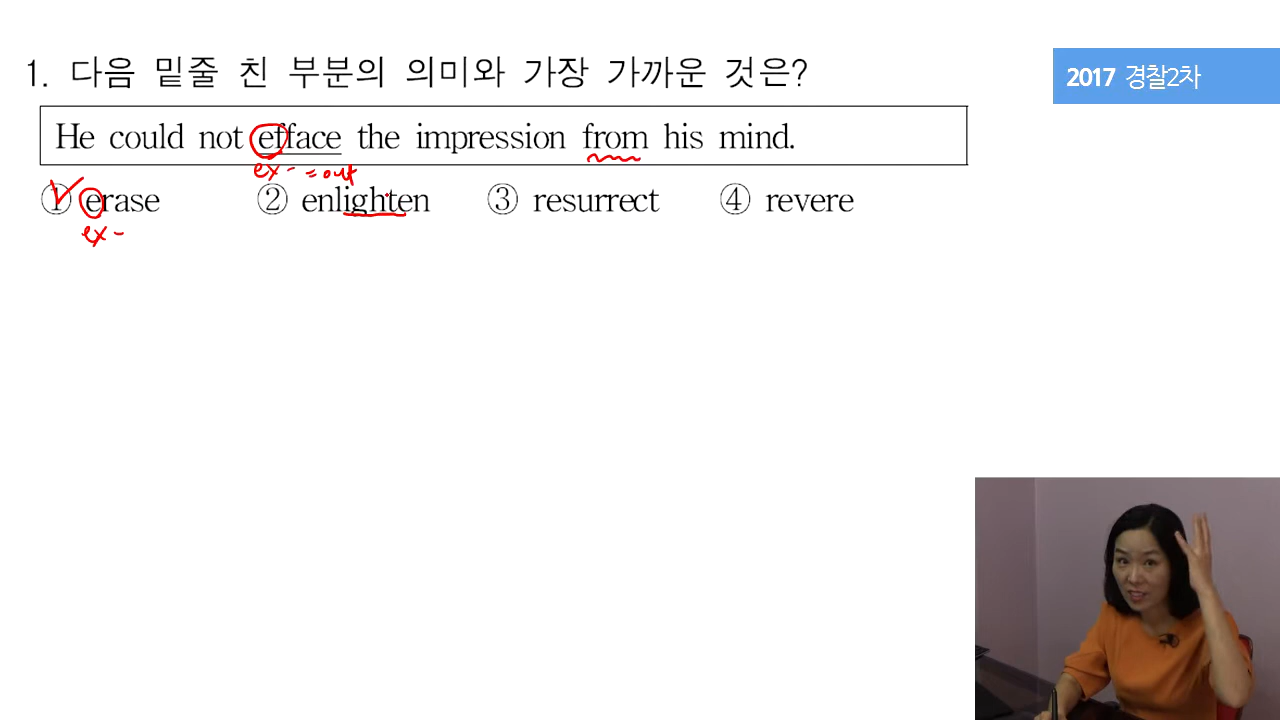 1. 다음 밑줄 친 부분의 의미와 가장 가까운 것은?
2017 경찰2차
He could not efface the impression from his mind.
ex- = out
① erase ② enlighten ③ resurrect ④ revere
ex-